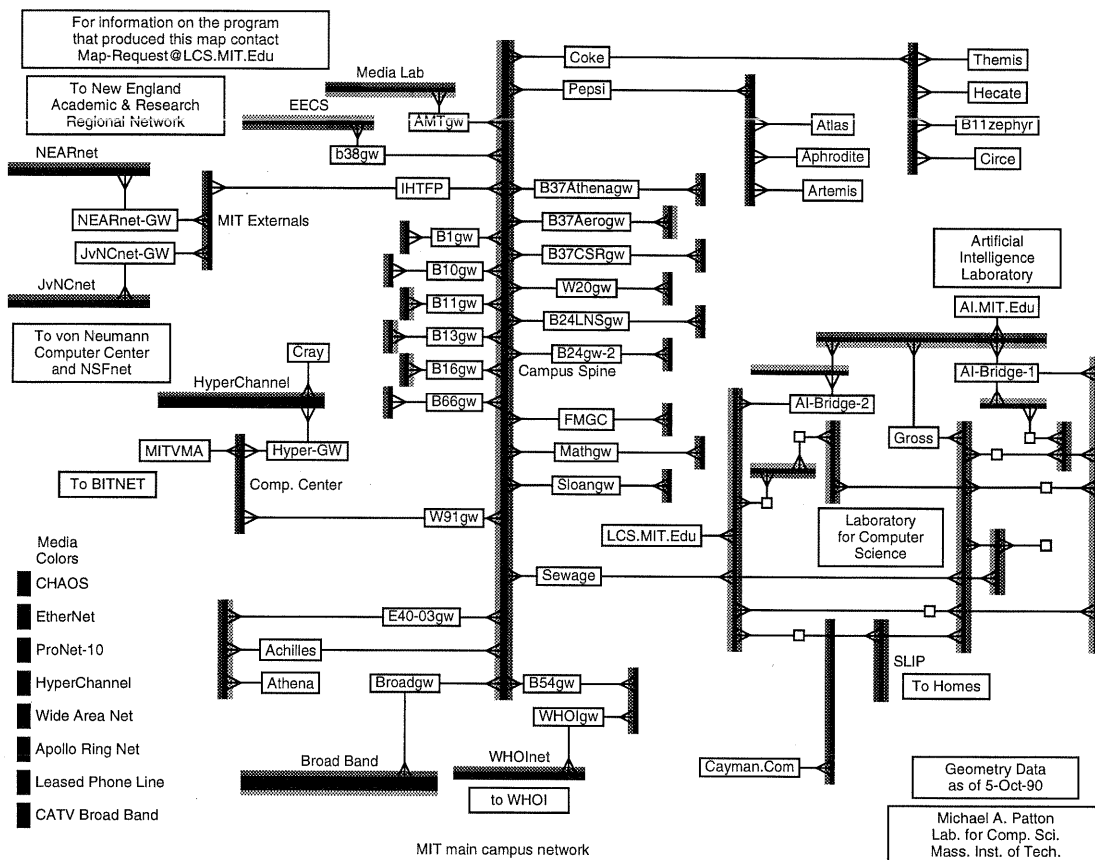 For information on the program
that produced this map contact
Map-Request@LCS.MIT.Edu
To New England
Academic & Research
Regional Network
NEARnet
NEARnet-GW
MIT Externals
JvNCnet-GW
JvNCnet
To von Neumann
Computer Center
and NSFnet
Media Lab
EECS
AMTgw
b38gw
IHTFP
B1gw
B10gw
B11gw
B13gw
B16gw
B66gw
Cray
HyperChannel
MITVMA
Hyper-GW
To BITNET
Comp. Center
W91gw
Coke
Pepsi
B37Athenagw
B37Aerogw
B37CSRgw
W20gw
B24LNSgw
B24gw-2
Campus Spine
FMGC
Mathgw
Sloangw
Sewage
Themis
Hecate
B11zephyr
Circe
Atlas
Aphrodite
Artemis
Artificial
Intelligence
Laboratory
AI.MIT.Edu
AI-Bridge-1
AI-Bridge-2
Gross
LCS.MIT.Edu
Laboratory
for Computer
Science
SLIP
To Homes
Cayman.Com
Media
Colors
CHAOS
EtherNet
ProNet-10
HyperChannel
Wide Area Net
Apollo Ring Net
Leased Phone Line
CATV Broad Band
E40-03gw
Achilles
Athena
Broadgw
B54gw
WHOIgw
Broad Band
WHOInet
to WHOI
Geometry Data
as of 5-Oct-90
Michael A. Patton
Lab. for Comp. Sci.
Mass. Inst. of Tech.
MIT main campus network